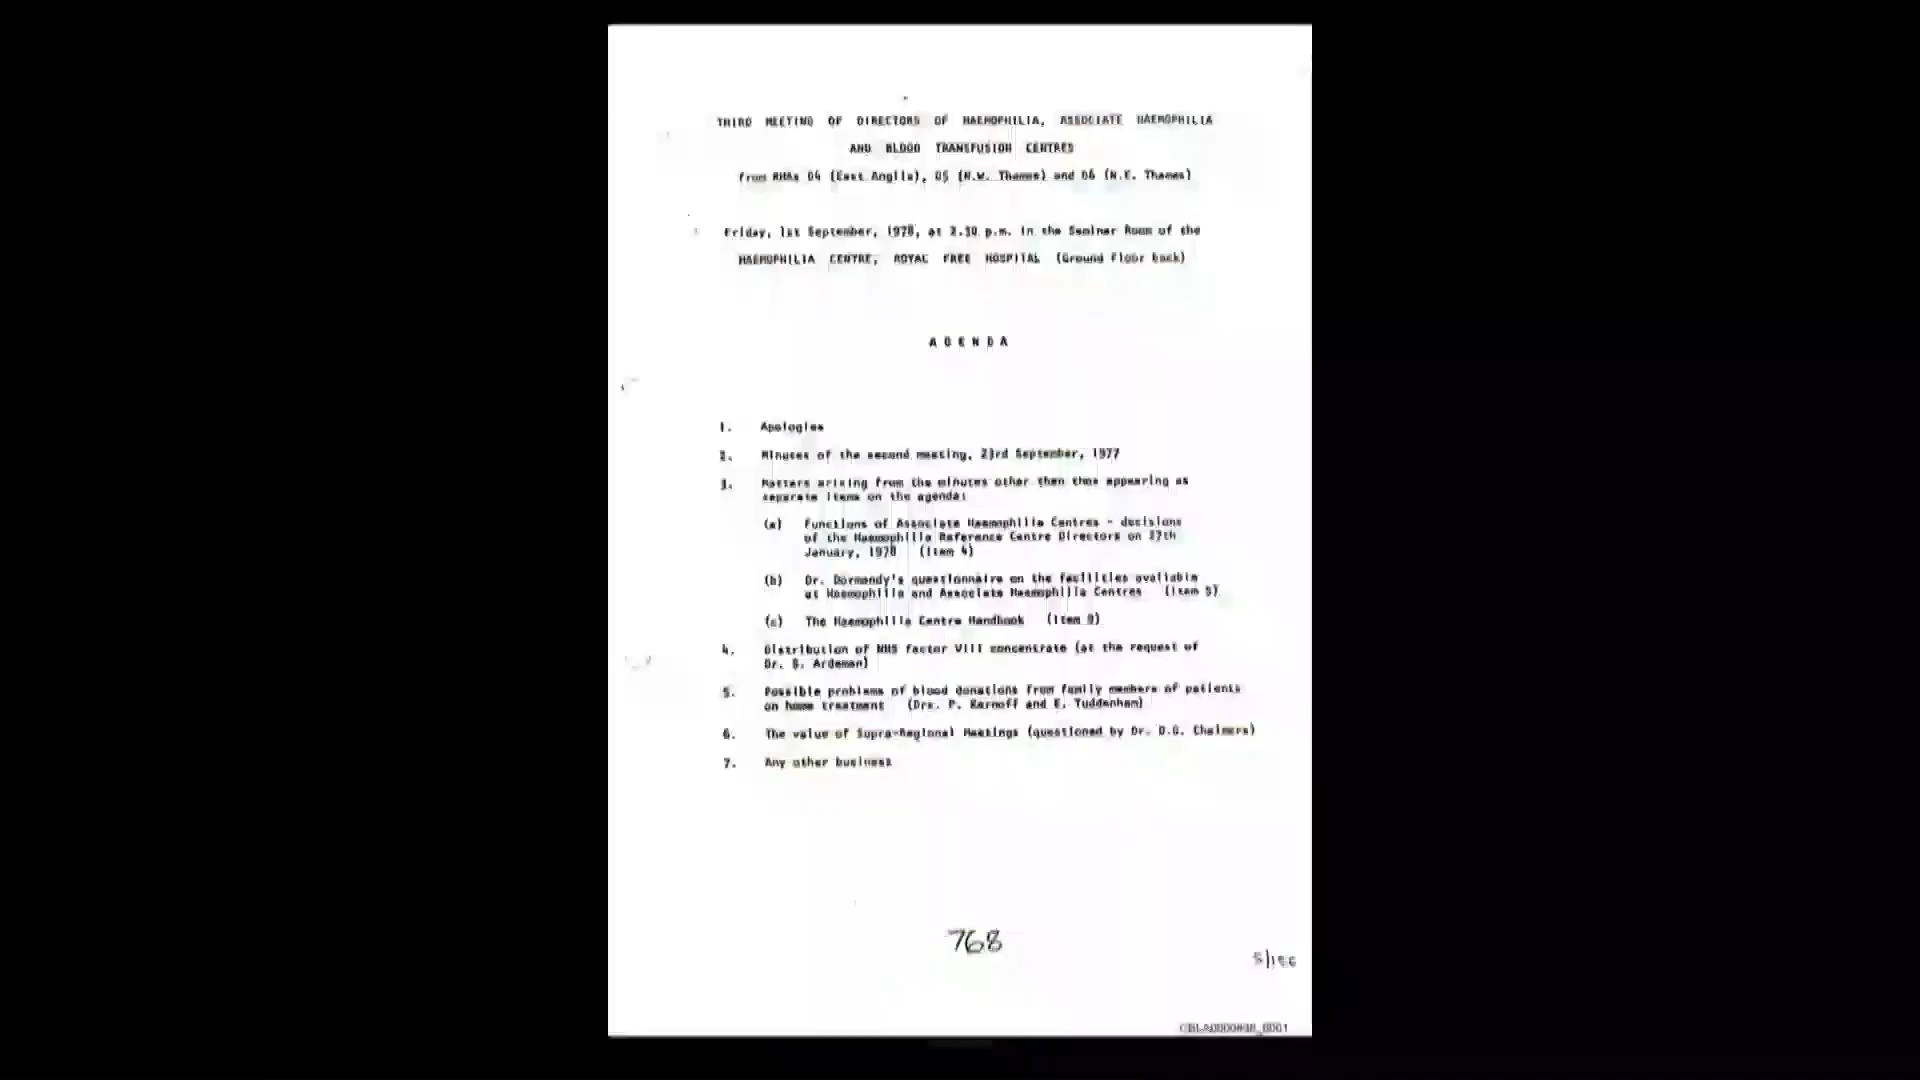 THIRD MEETING OF DIRECTORS OF HAEMOPHILIA, ASSOCIATE HAEMOPHILIA
AND BLOOD TRANSFUSION CENTRES
from RHAs 04 (East Anglia), 05 (N.W. Thames) and 06 (N.E. Thames)
Friday, 1st September, 1978, at 2.30 p.m. in the Seminar Room of the
HAEMOPHILIA CENTRE, ROYAL FREE HOSPITAL (Ground floor back)
A G E N D A
1. Apologies
2. Minutes of the second meeting, 23rd September, 1977
3. Matters arising from the minutes other than those appearing as
separate items on the agenda:
(a) Functions of Associate Haemophilia Centres - decisions
of the Haemophilia Reference Centre Directors on 27th
January, 1978 (Item 4)
(b) Dr. Dormandy's questionnaire on the facilities available
at Haemophilia and Associate Haemophilia Centres (Item 5)
(c) The Haemophilia Centre Handbook (Item 9)
4. Distribution of NHS factor VIII concentrate (at the request of
Dr. S. Ardeman)
5. Possible problems of blood donations from family members of patients
on home treatment (Drs. P. Kernoff and E. Tuddenham)
6. The value of Supra-Regional Meetings (questioned by Dr. D.G. Chalmers)
7. Any other business
768